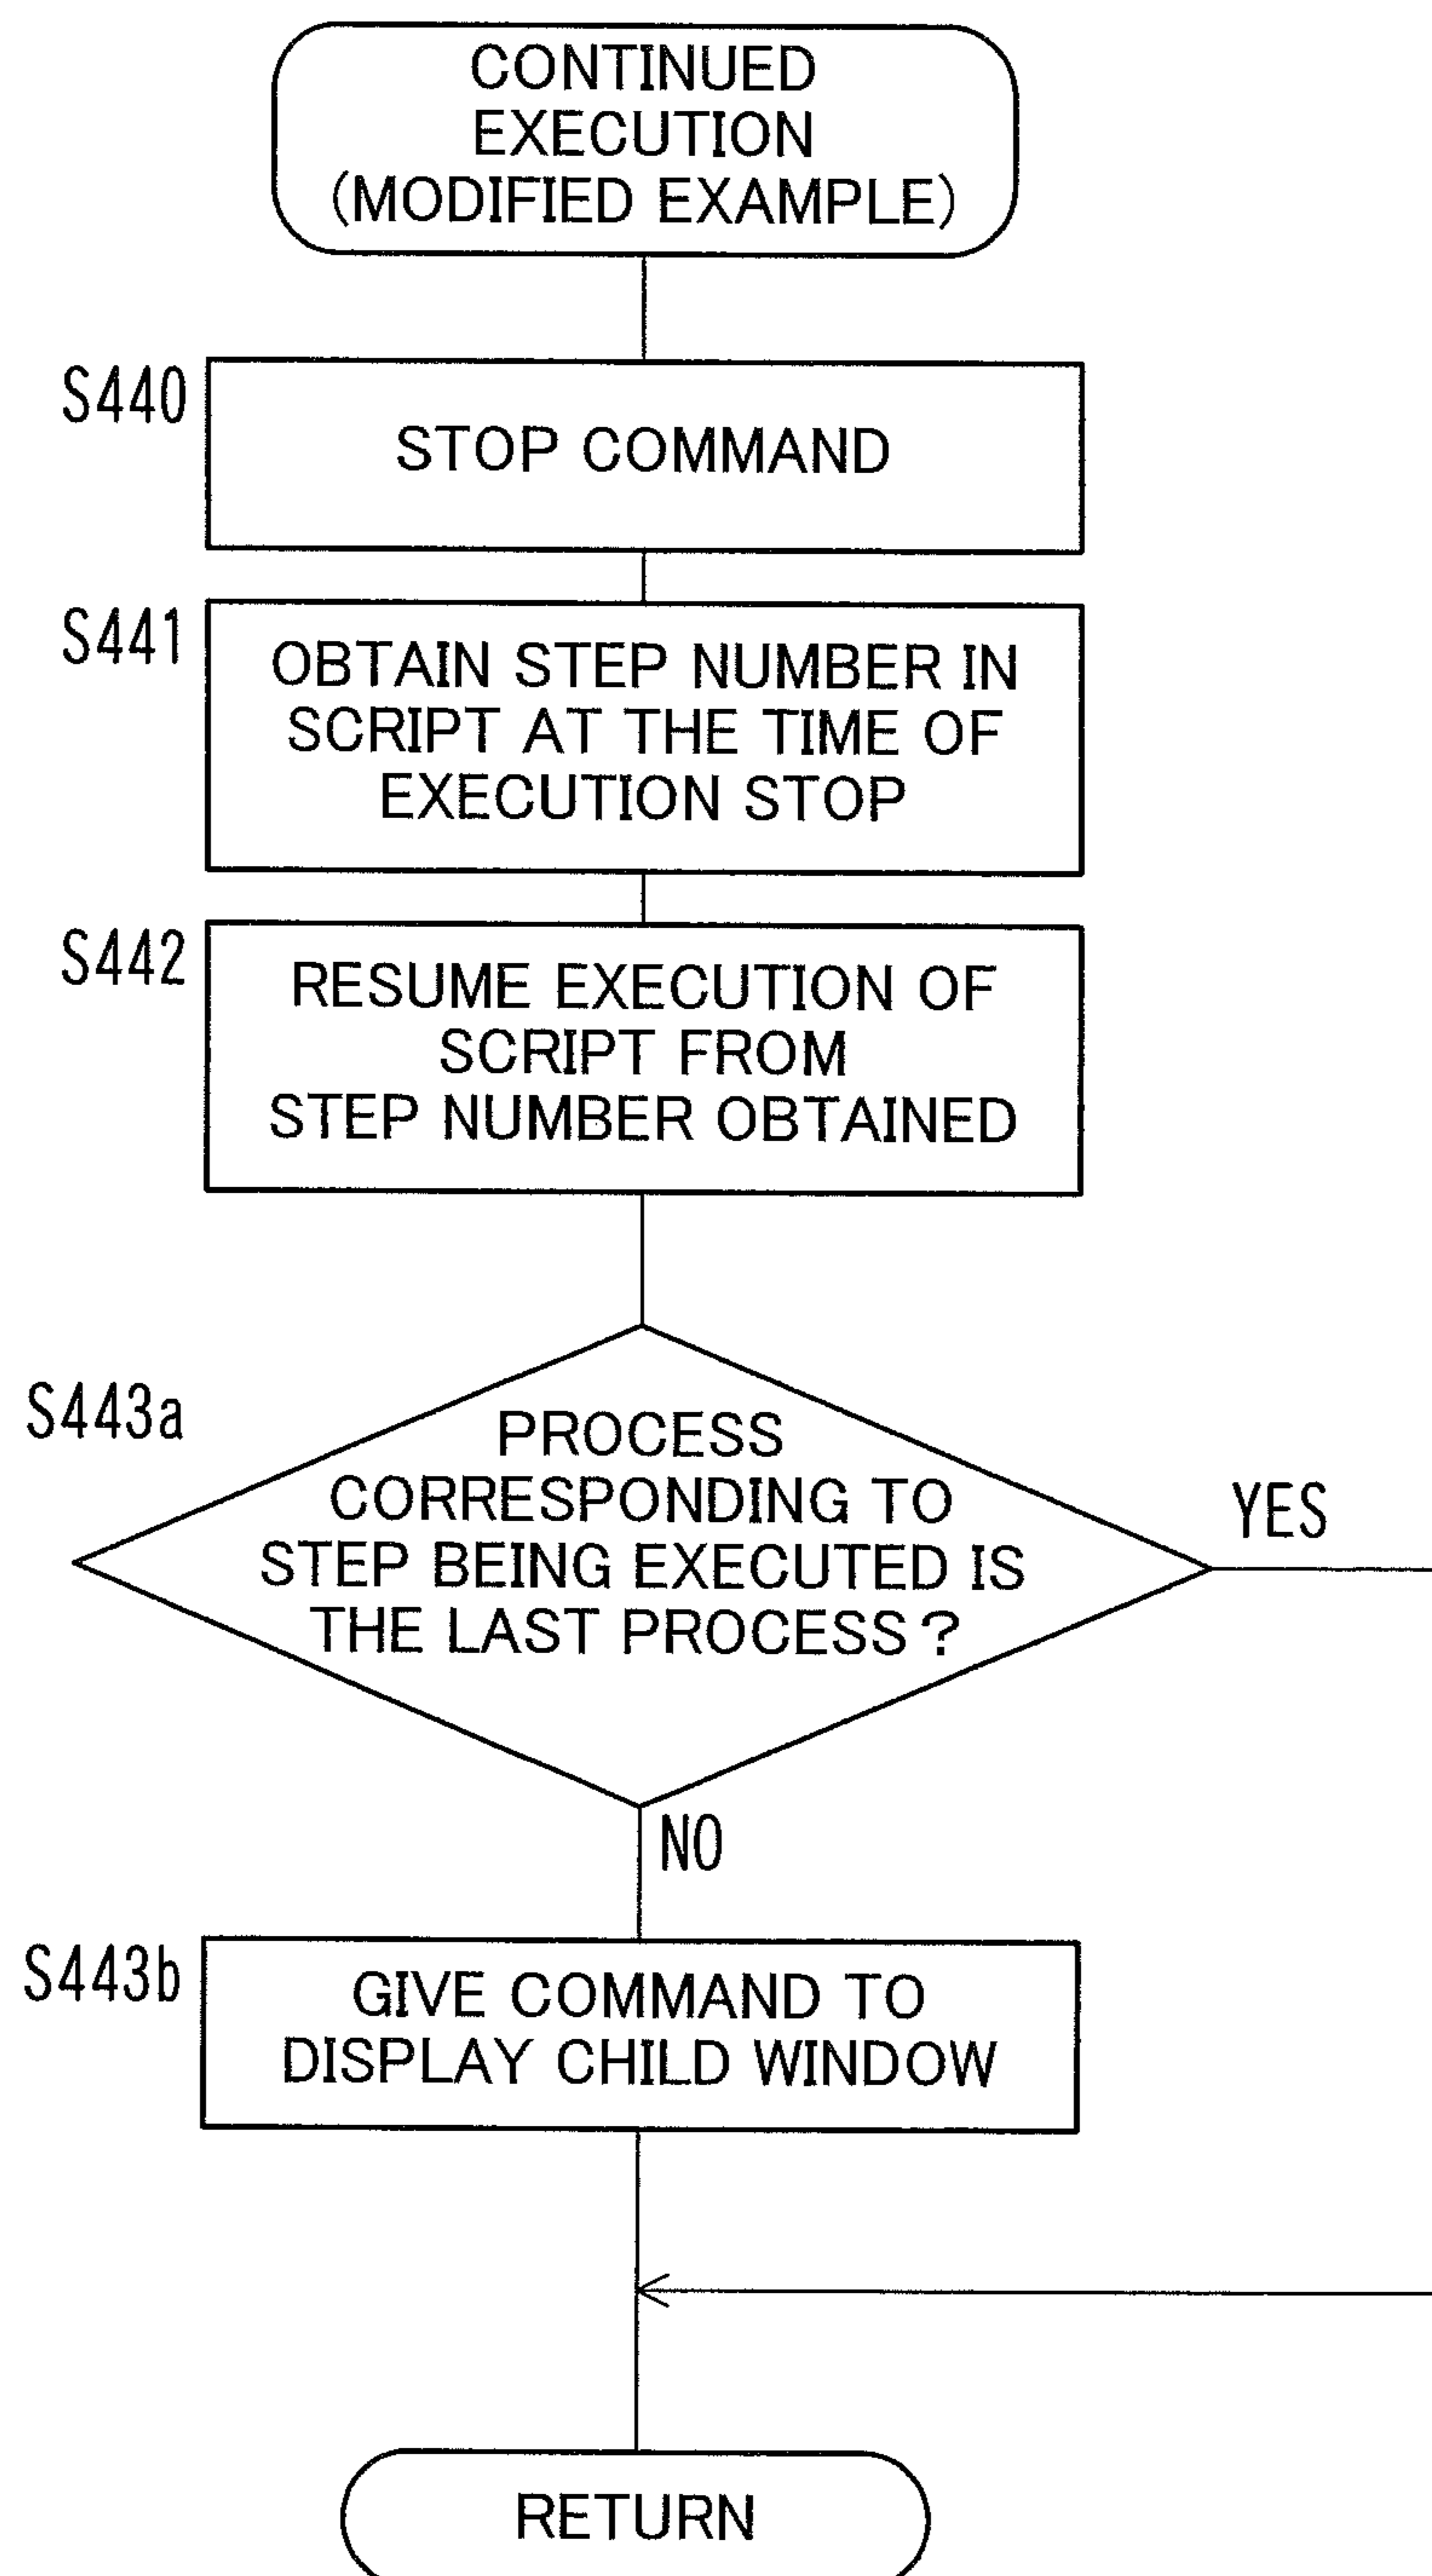 CONTINUED
EXECUTION
(MODIFIED EXAMPLE)
S440
STOP COMMAND
S441
OBTAIN STEP NUMBER IN
SCRIPT AT THE TIME OF
EXECUTION STOP
S442
RESUME EXECUTION OF
SCRIPT FROM
STEP NUMBER OBTAINED
S443a
PROCESS
CORRESPONDING TO
STEP BEING EXECUTED IS
THE LAST PROCESS?
YES
NO
S443b
GIVE COMMAND TO
DISPLAY CHILD WINDOW
RETURN